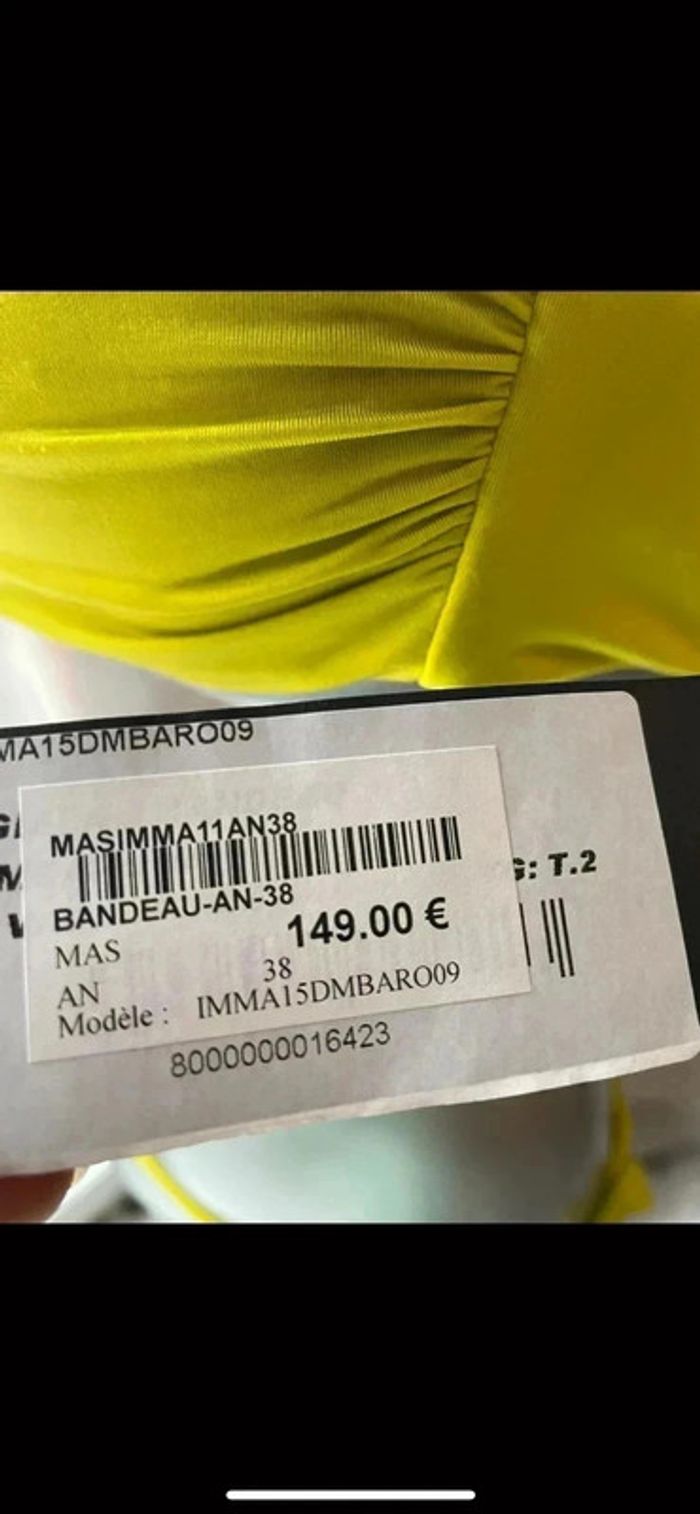 MA15DMBARO09
MASIMMA11AN38
BANDEAU-AN-38
149.00 €
MAS
38
AN
Modèle : IMMA15DMBARO09
: T.2
8000000016423